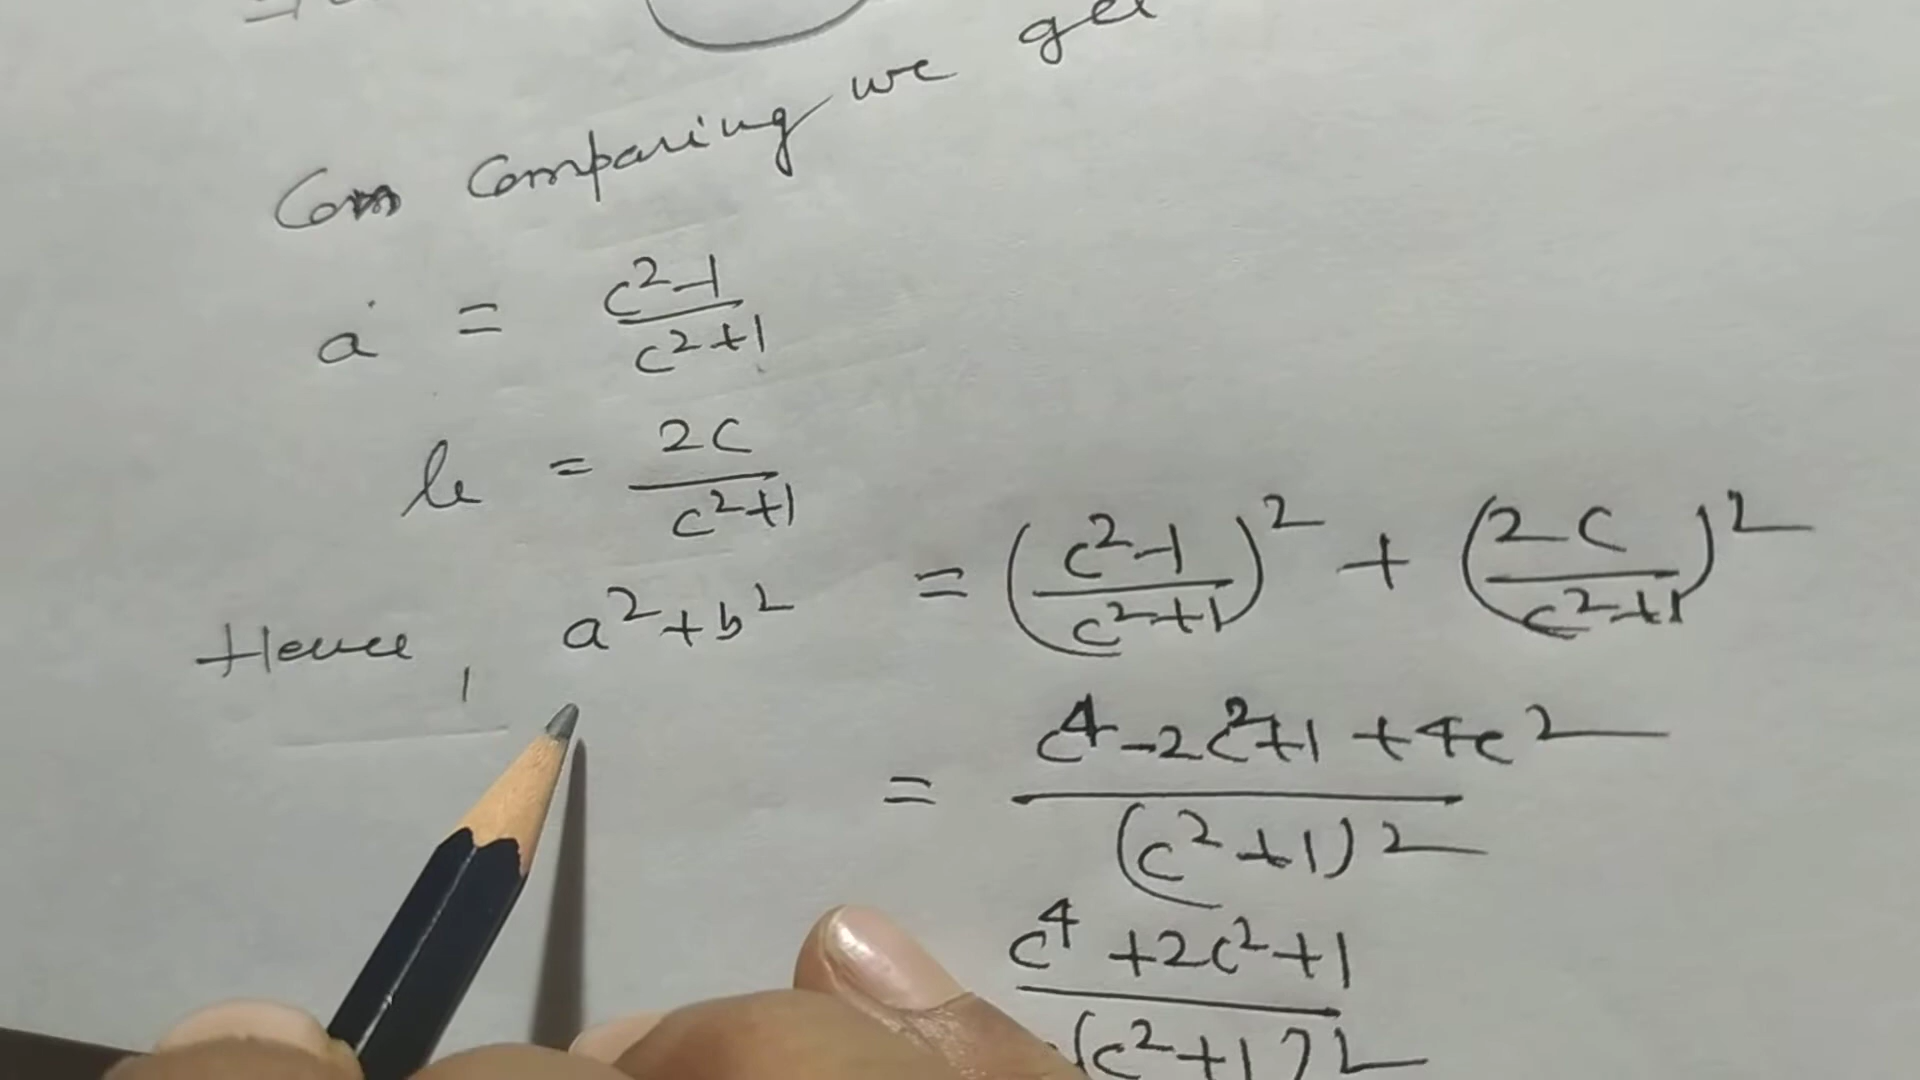 Com Comparing we get
a = c²-1 / c²+1
b = 2c / c²+1
Hence, a²+b² = (c²-1 / c²+1)² + (2c / c²+1)²
= c⁴-2c²+1+4c² / (c²+1)²
c⁴+2c²+1 / (c²+1)²